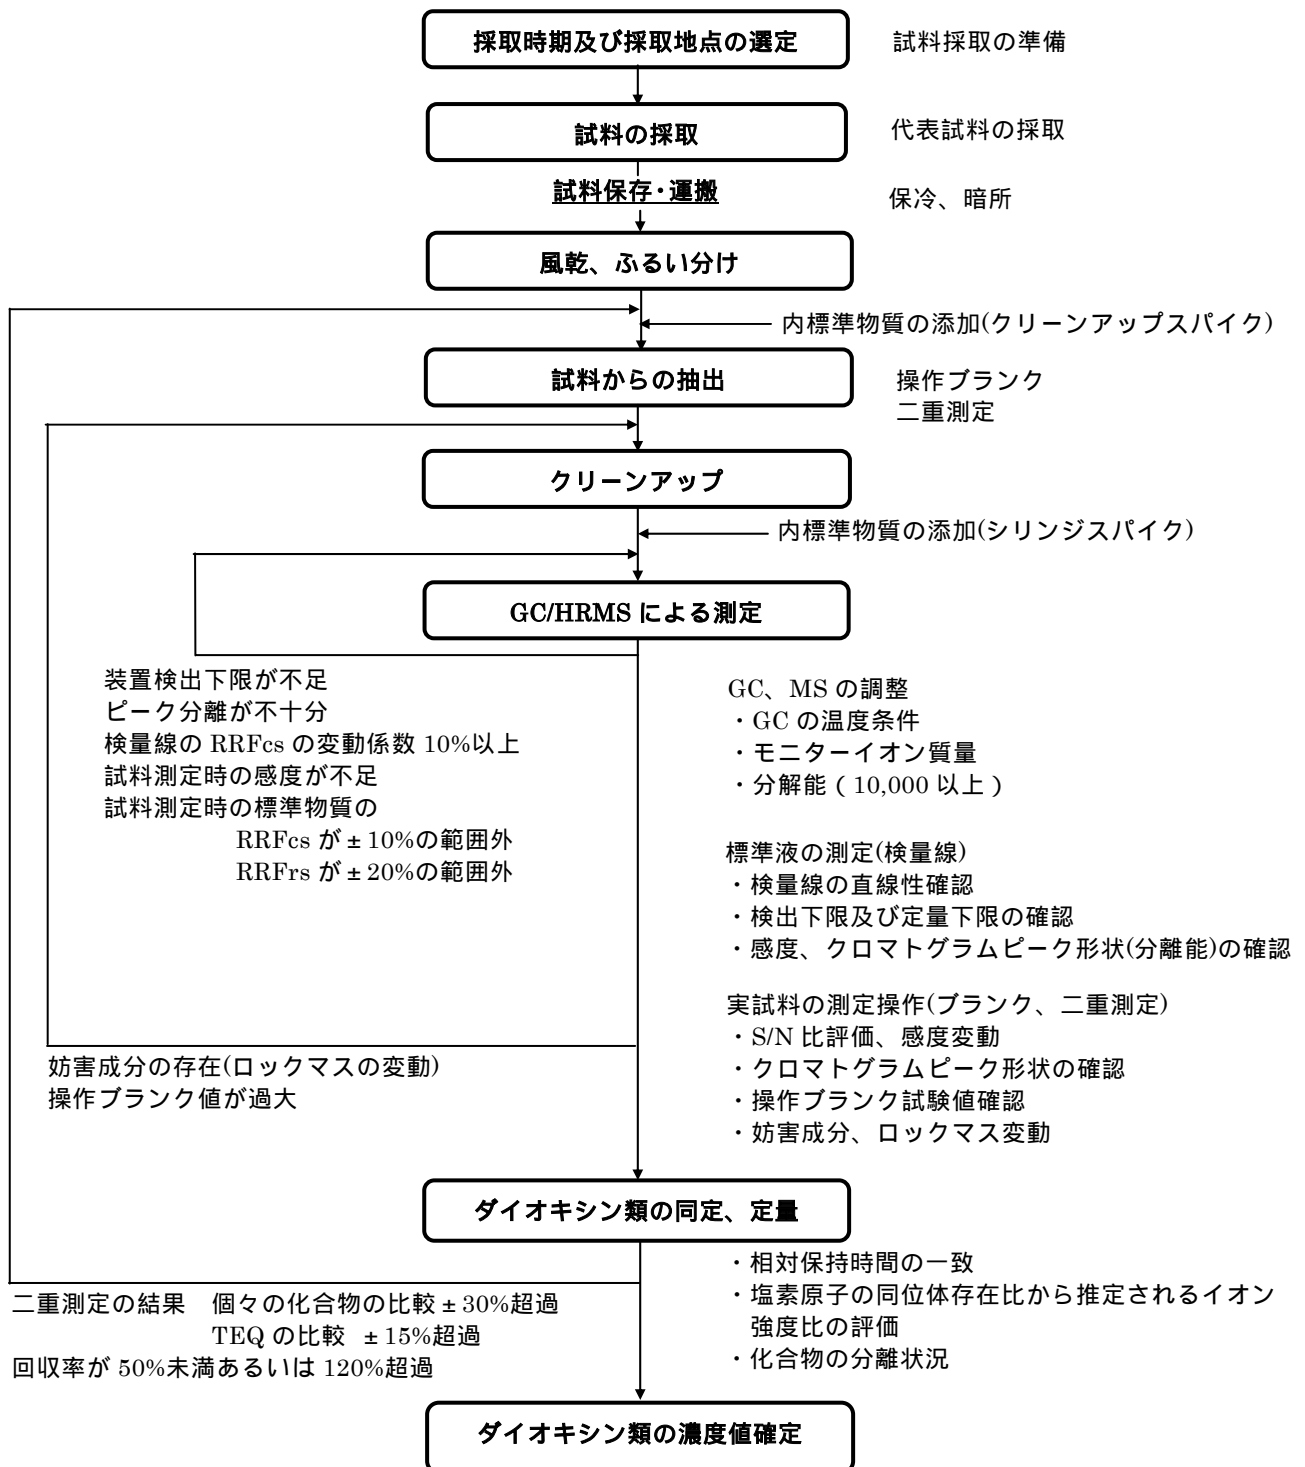 採取時期及び採取地点の選定
試料採取の準備
試料の採取
代表試料の採取
試料保存・運搬
保冷、暗所
風乾、ふるい分け
内標準物質の添加(クリーンアップスパイク)
試料からの抽出
操作ブランク
二重測定
クリーンアップ
内標準物質の添加(シリンジスパイク)
GC/HRMS による測定
装置検出下限が不足
ピーク分離が不十分
検量線の RRFcs の変動係数 10%以上
試料測定時の感度が不足
試料測定時の標準物質の
RRFcs が ± 10%の範囲外
RRFrs が ± 20%の範囲外
GC、MS の調整
・GC の温度条件
・モニターイオン質量
・分解能（10,000 以上）
標準液の測定(検量線)
・検量線の直線性確認
・検出下限及び定量下限の確認
・感度、クロマトグラムピーク形状(分離能)の確認
実試料の測定操作(ブランク、二重測定)
・S/N 比評価、感度変動
・クロマトグラムピーク形状の確認
・操作ブランク試験値確認
・妨害成分、ロックマス変動
妨害成分の存在(ロックマスの変動)
操作ブランク値が過大
ダイオキシン類の同定、定量
・相対保持時間の一致
・塩素原子の同位体存在比から推定されるイオン
強度比の評価
・化合物の分離状況
二重測定の結果　個々の化合物の比較 ± 30%超過
TEQ の比較 ± 15%超過
回収率が 50%未満あるいは 120%超過
ダイオキシン類の濃度値確定